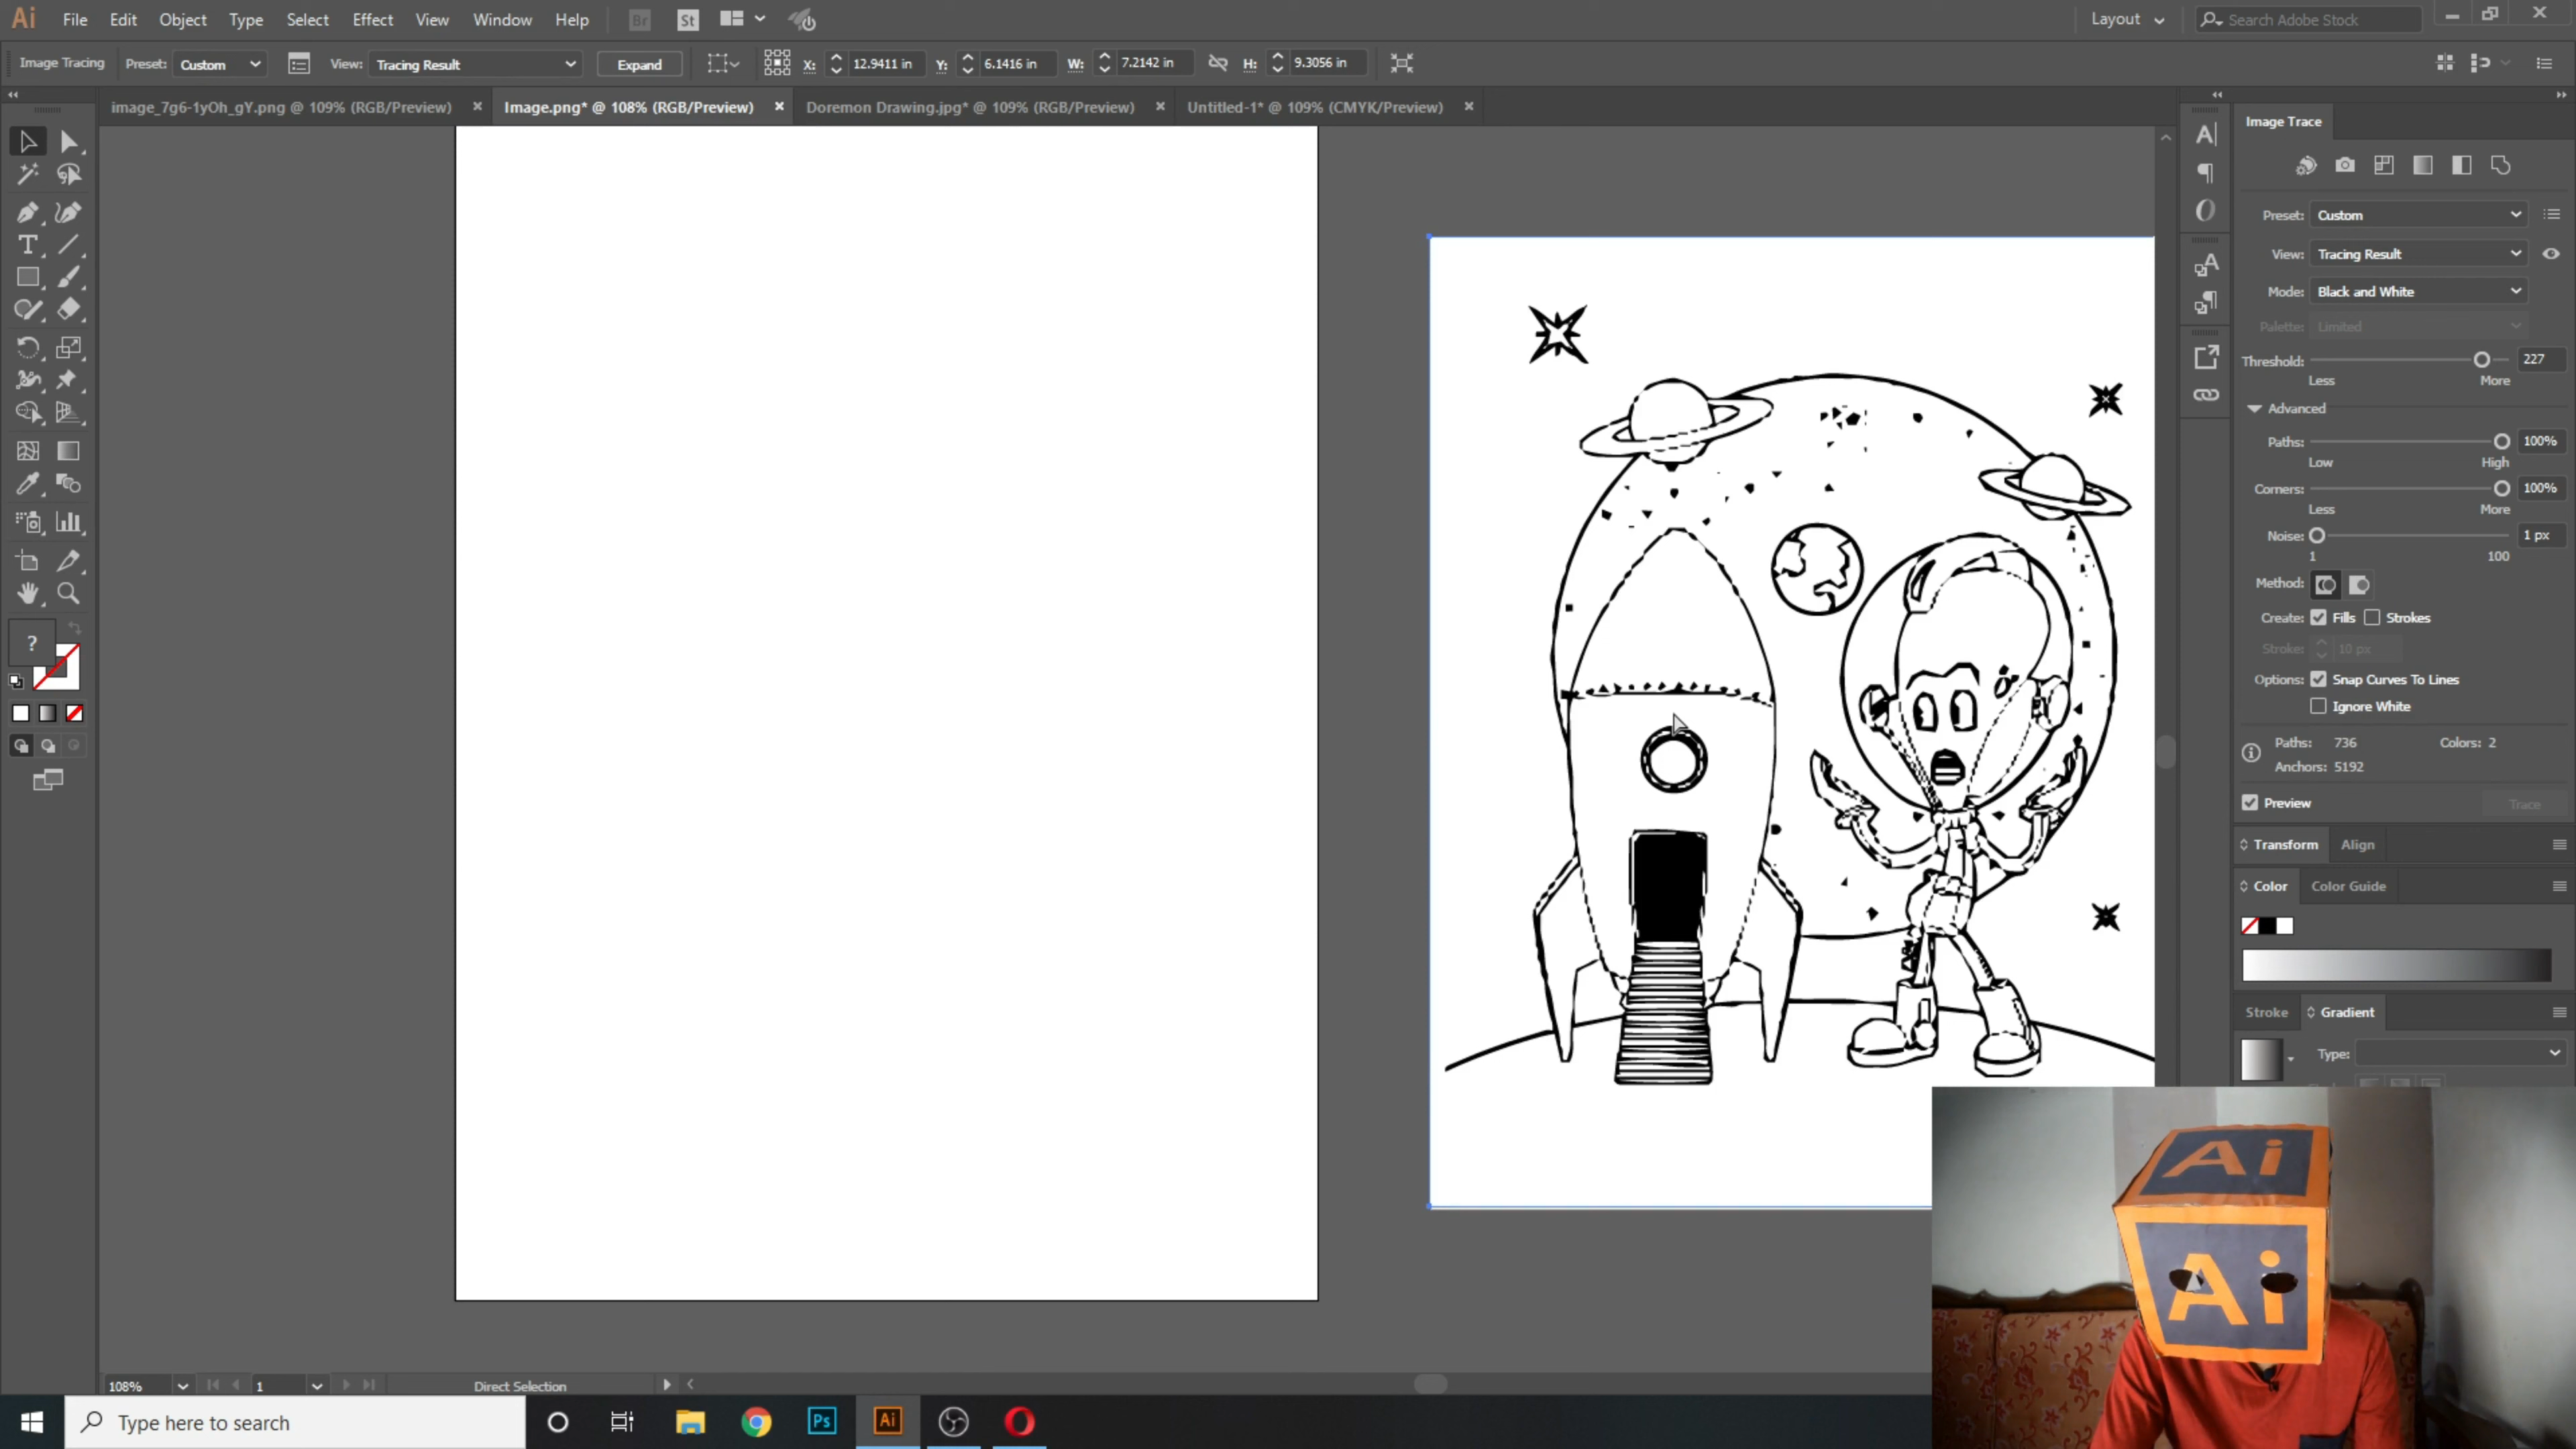 Ai File Edit Object Type Select Effect View Window Help Br St Layout Search Adobe Stock
Image Tracing Preset: Custom View: Tracing Result Expand X: 12.9411 in Y: 6.1416 in W: 7.2142 in H: 9.3056 in
image_7g6-1yOh_gY.png @ 109% (RGB/Preview) × Image.png* @ 108% (RGB/Preview) × Doremon Drawing.jpg* @ 109% (RGB/Preview) × Untitled-1* @ 109% (CMYK/Preview) ×
Image Trace
Preset: Custom
View: Tracing Result
Mode: Black and White
Palette: Limited
Threshold: 227
Less More
Advanced
Paths: 100%
Low High
Corners: 100%
Less More
Noise: 1 px
1 100
Method:
Create: Fills Strokes
Stroke: 10 px
Options: Snap Curves To Lines
Ignore White
Paths: 736 Colors: 2
Anchors: 5192
Preview Trace
Transform Align
Color Color Guide
Stroke Gradient
Type:
?
Ai
Ai
108% 1 Direct Selection
Type here to search Ps Ai